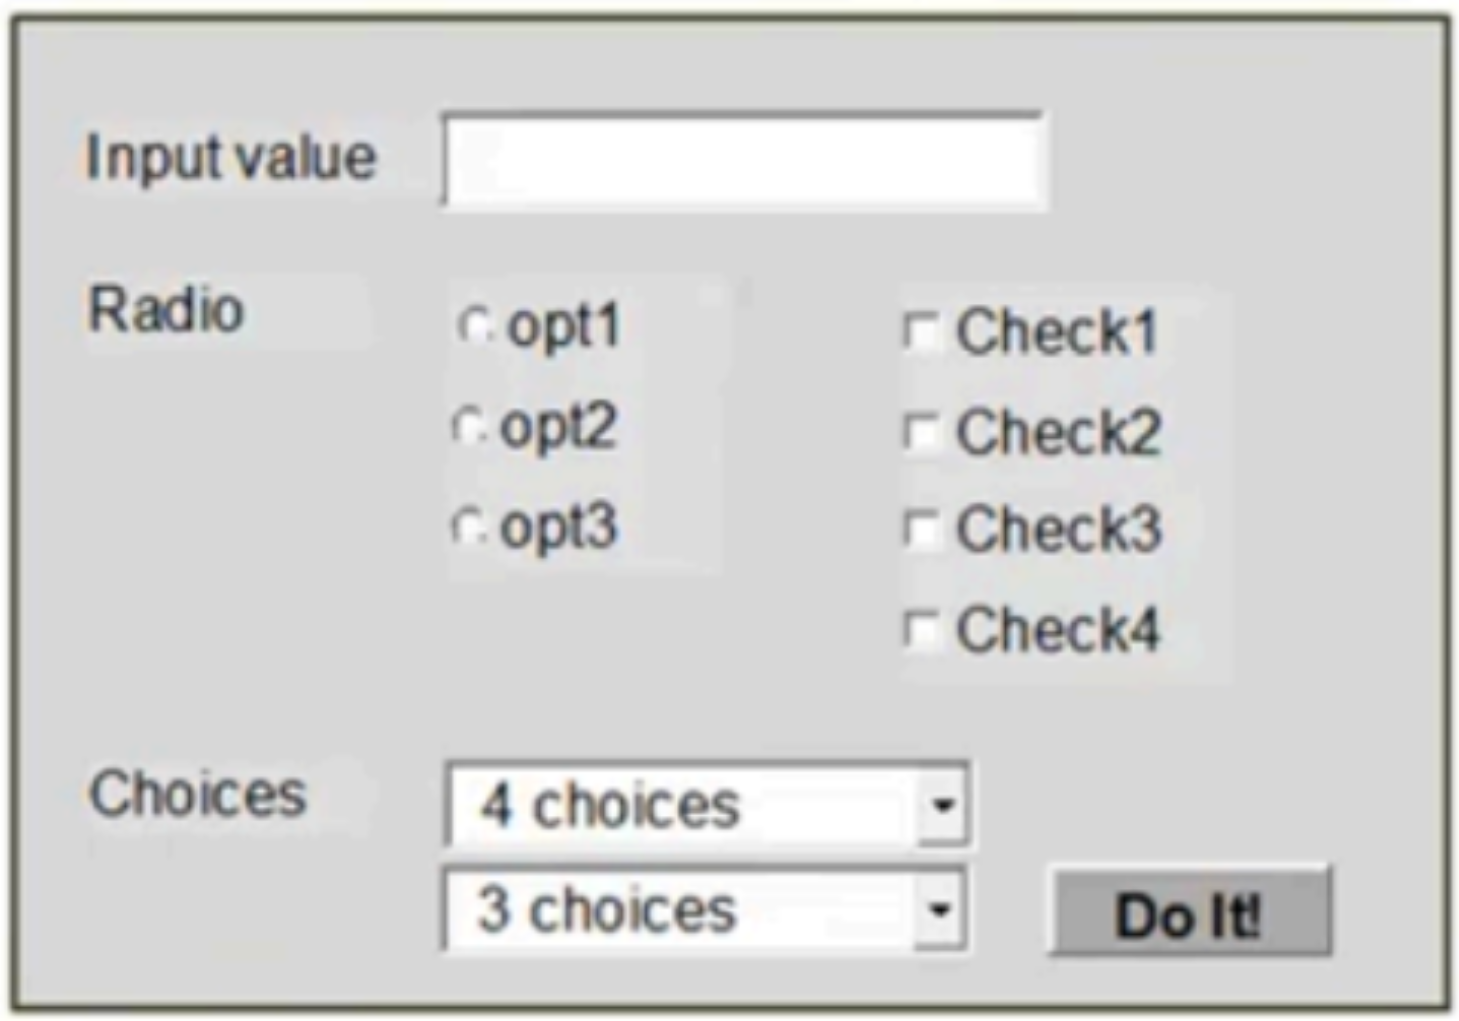 Input value
Radio
opt1
opt2
opt3
Check1
Check2
Check3
Check4
Choices
4 choices
3 choices
Do It!